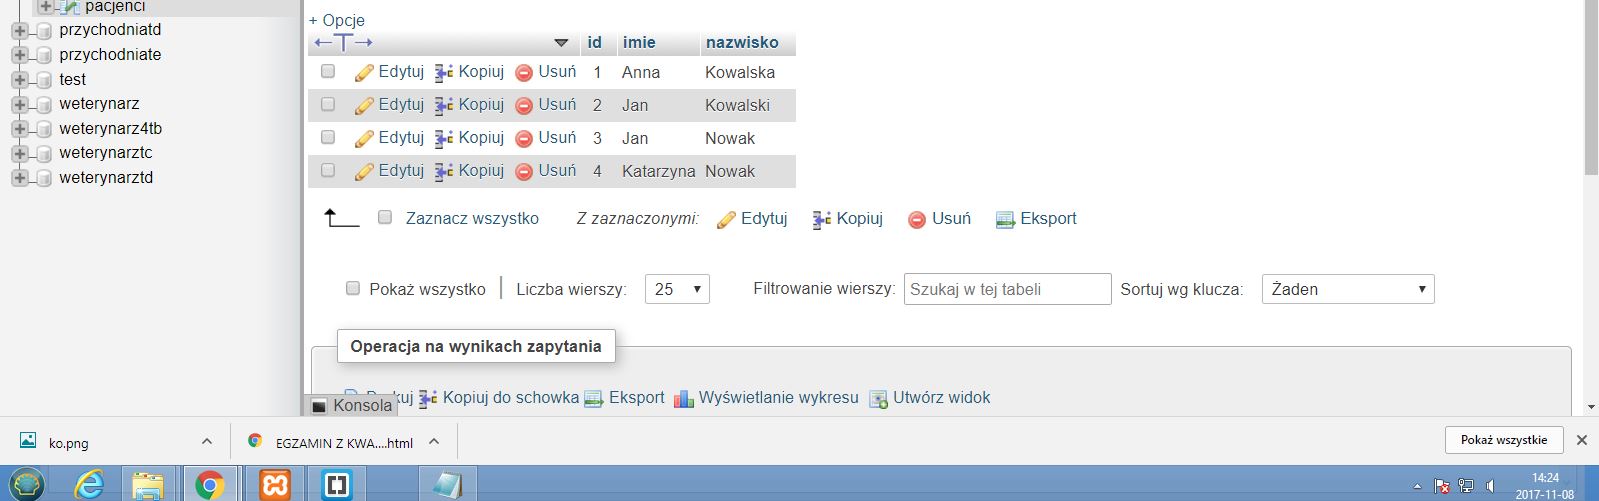 pacjenci
przychodniatd
przychodniate
test
weterynarz
weterynarz4tb
weterynarztc
weterynarztd
+ Opcje
←T→ id imie nazwisko
Edytuj Kopiuj Usuń 1 Anna Kowalska
Edytuj Kopiuj Usuń 2 Jan Kowalski
Edytuj Kopiuj Usuń 3 Jan Nowak
Edytuj Kopiuj Usuń 4 Katarzyna Nowak
Zaznacz wszystko Z zaznaczonymi: Edytuj Kopiuj Usuń Eksport
Pokaż wszystko Liczba wierszy: 25 Filtrowanie wierszy: Szukaj w tej tabeli Sortuj wg klucza: Żaden
Operacja na wynikach zapytania
Kopiuj do schowka Eksport Wyświetlanie wykresu Utwórz widok
Konsola
ko.png EGZAMIN Z KWA....html Pokaż wszystkie
14:24
2017-11-08